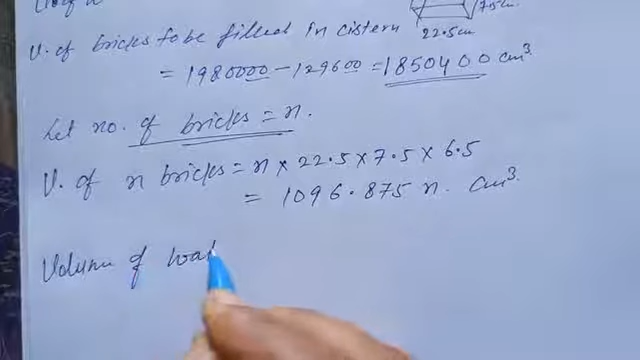 7.5cm
V. of bricks to be filled in cistern
22.5cm
= 1980000 - 129600 = 1850400 cm³
Let no. of bricks = n.
V. of n bricks = n × 22.5 × 7.5 × 6.5
= 1096.875 n. cm³
Volume of wat